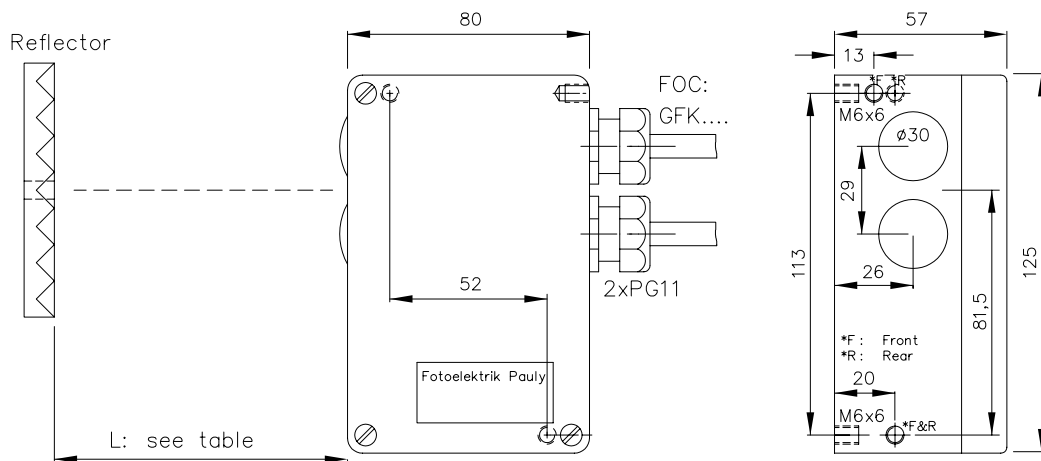 80
57
Reflector
13
*F *R
FOC:
GFK....
M6x6
ø30
29
113
125
52
2xPG11
26
81,5
*F: Front
*R: Rear
Fotoelektrik Pauly
20
M6x6
*F&R
L: see table